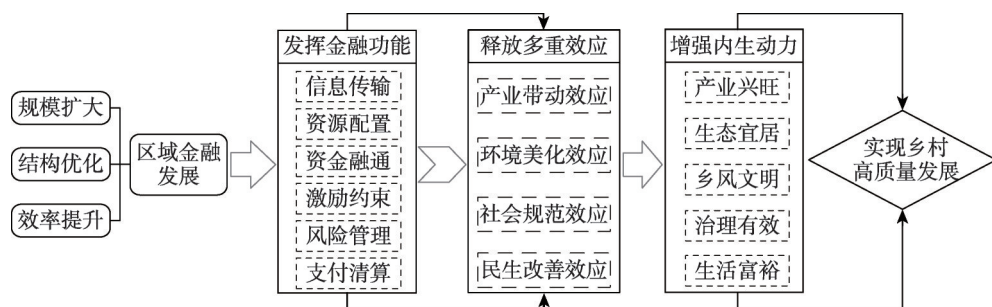 规模扩大
结构优化
效率提升
区域金融
发展
发挥金融功能
信息传输
资源配置
资金融通
激励约束
风险管理
支付清算
释放多重效应
产业带动效应
环境美化效应
社会规范效应
民生改善效应
增强内生动力
产业兴旺
生态宜居
乡风文明
治理有效
生活富裕
实现乡村
高质量发展